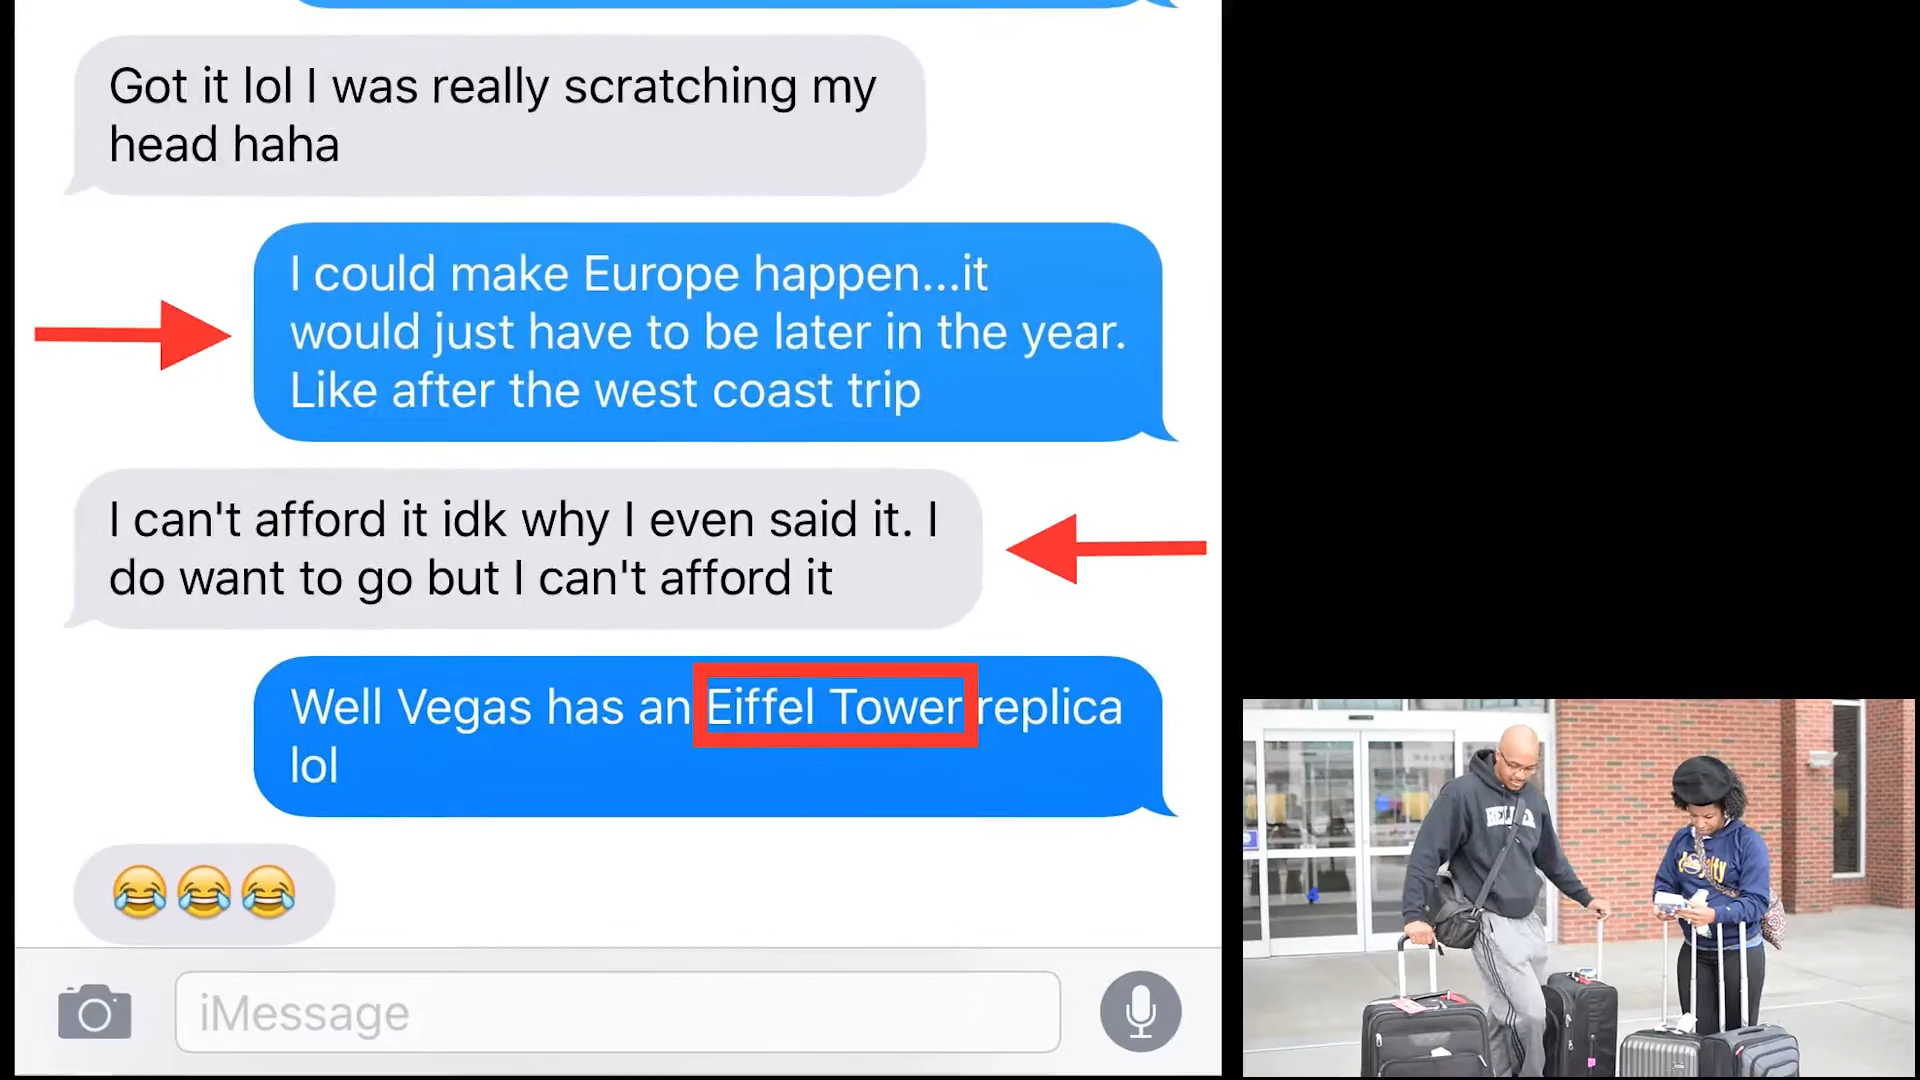 Got it lol I was really scratching my
head haha
I could make Europe happen...it
would just have to be later in the year.
Like after the west coast trip
I can't afford it idk why I even said it. I
do want to go but I can't afford it
Well Vegas has an Eiffel Tower replica
lol
😂😂😂
iMessage